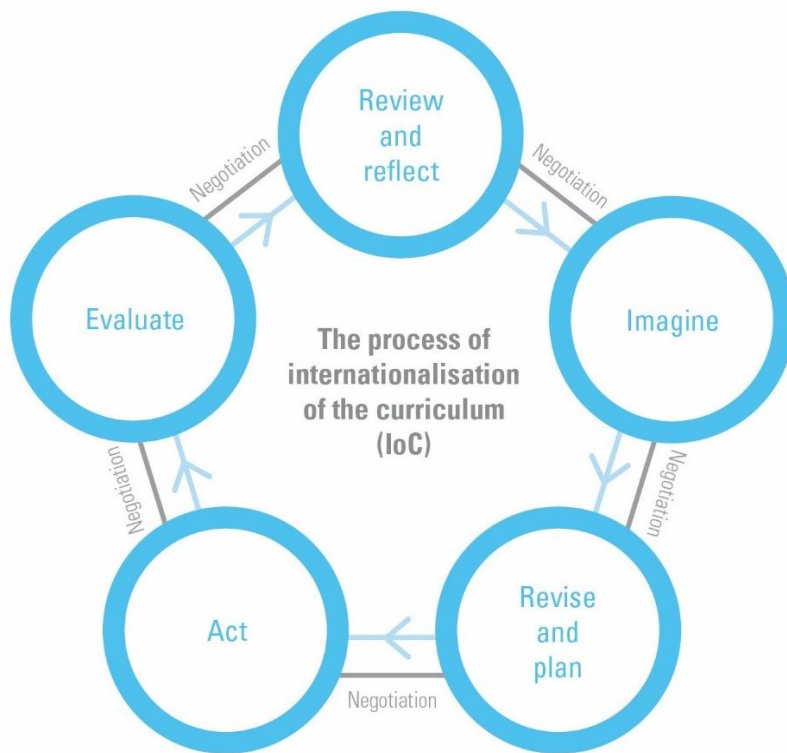 Review
and
reflect
Negotiation
Imagine
Negotiation
Revise
and
plan
Negotiation
Act
Negotiation
Evaluate
Negotiation
The process of
internationalisation
of the curriculum
(IoC)